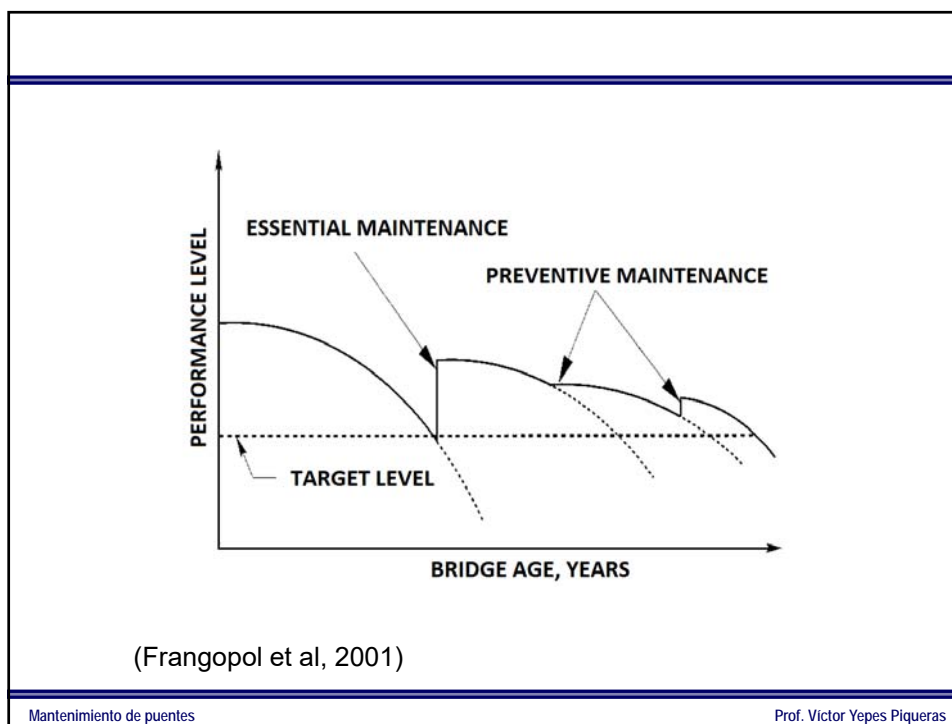 ESSENTIAL MAINTENANCE
PREVENTIVE MAINTENANCE
PERFORMANCE LEVEL
TARGET LEVEL
BRIDGE AGE, YEARS
(Frangopol et al, 2001)
Mantenimiento de puentes
Prof. Víctor Yepes Piqueras